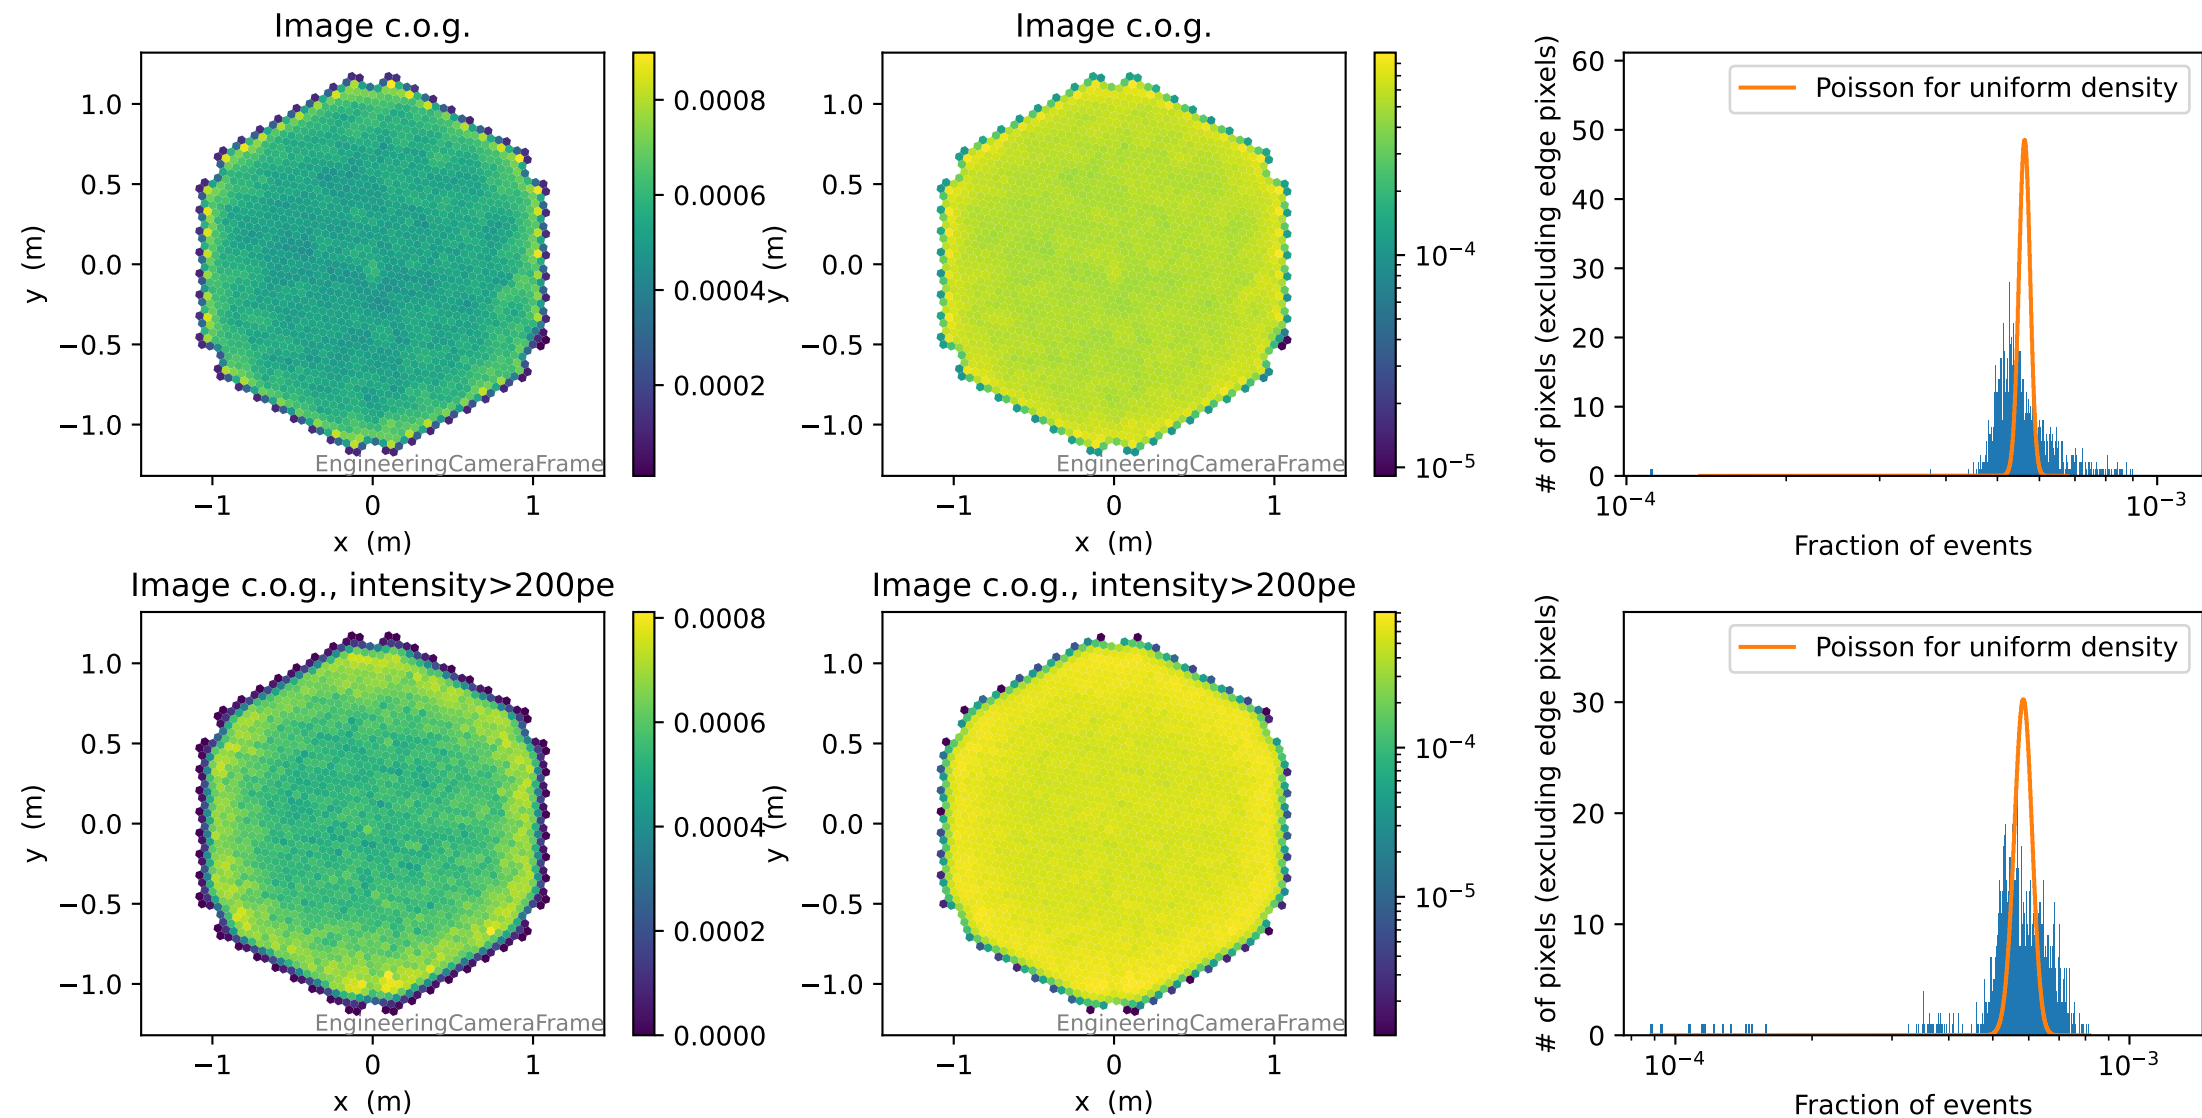 Image c.o.g.
1.0
0.5
0.0
−0.5
−1.0
y (m)
−1
0
1
x (m)
EngineeringCameraFrame
0.0008
0.0006
0.0004
0.0002
Image c.o.g.
1.0
0.5
0.0
−0.5
−1.0
y (m)
−1
0
1
x (m)
EngineeringCameraFrame
10⁻⁴
10⁻⁵
# of pixels (excluding edge pixels)
60
50
40
30
20
10
0
Poisson for uniform density
10⁻⁴
10⁻³
Fraction of events
Image c.o.g., intensity>200pe
1.0
0.5
0.0
−0.5
−1.0
y (m)
−1
0
1
x (m)
EngineeringCameraFrame
0.0008
0.0006
0.0004
0.0002
0.0000
Image c.o.g., intensity>200pe
1.0
0.5
0.0
−0.5
−1.0
y (m)
−1
0
1
x (m)
EngineeringCameraFrame
10⁻⁴
10⁻⁵
# of pixels (excluding edge pixels)
30
20
10
0
Poisson for uniform density
10⁻⁴
10⁻³
Fraction of events